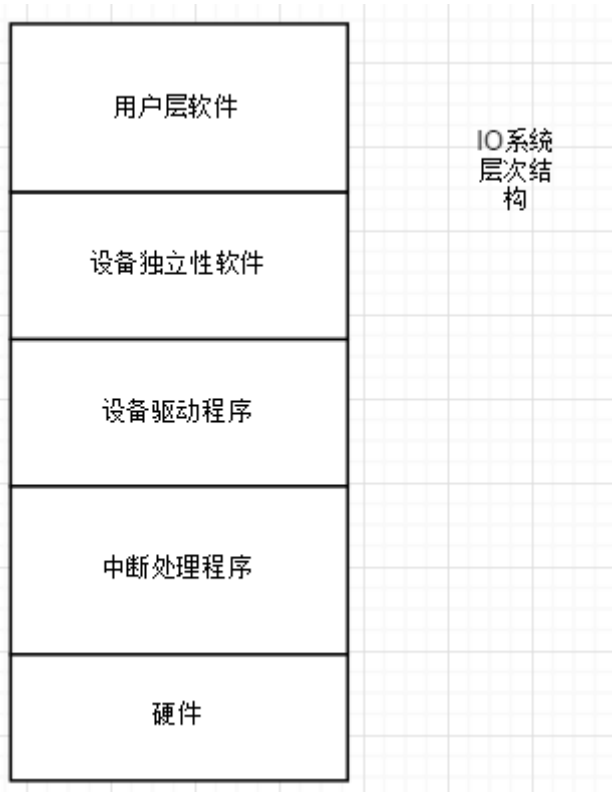 用户层软件
IO系统
层次结
构
设备独立性软件
设备驱动程序
中断处理程序
硬件